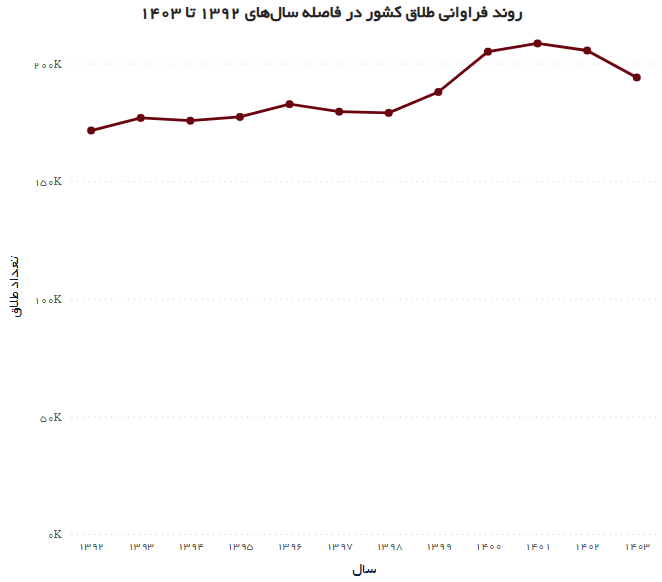 روند فراوانی طلاق کشور در فاصله سال‌های ۱۳۹۲ تا ۱۴۰۳
۲۰۰K
۱۵۰K
۱۰۰K
۵۰K
۰K
تعداد طلاق
۱۳۹۲ ۱۳۹۳ ۱۳۹۴ ۱۳۹۵ ۱۳۹۶ ۱۳۹۷ ۱۳۹۸ ۱۳۹۹ ۱۴۰۰ ۱۴۰۱ ۱۴۰۲ ۱۴۰۳
سال